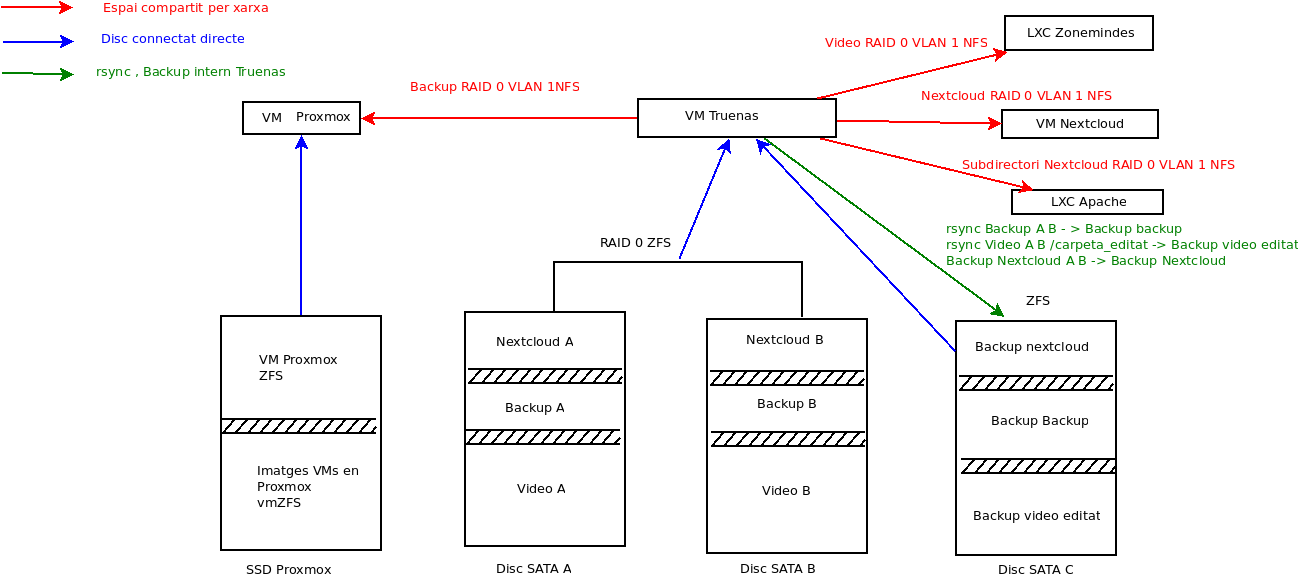 Espai compartit per xarxa
Disc connectat directe
rsync , Backup intern Truenas
Backup RAID 0 VLAN 1NFS
VM Proxmox
VM Truenas
Video RAID 0 VLAN 1 NFS
LXC Zonemindes
Nextcloud RAID 0 VLAN 1 NFS
VM Nextcloud
Subdirectori Nextcloud RAID 0 VLAN 1 NFS
LXC Apache
rsync Backup A B - > Backup backup
rsync Video A B /carpeta_editat -> Backup video editat
Backup Nextcloud A B -> Backup Nextcloud
RAID 0 ZFS
ZFS
VM Proxmox
ZFS
Imatges VMs en
Proxmox
vmZFS
SSD Proxmox
Nextcloud A
Backup A
Video A
Disc SATA A
Nextcloud B
Backup B
Video B
Disc SATA B
Backup nextcloud
Backup Backup
Backup video editat
Disc SATA C